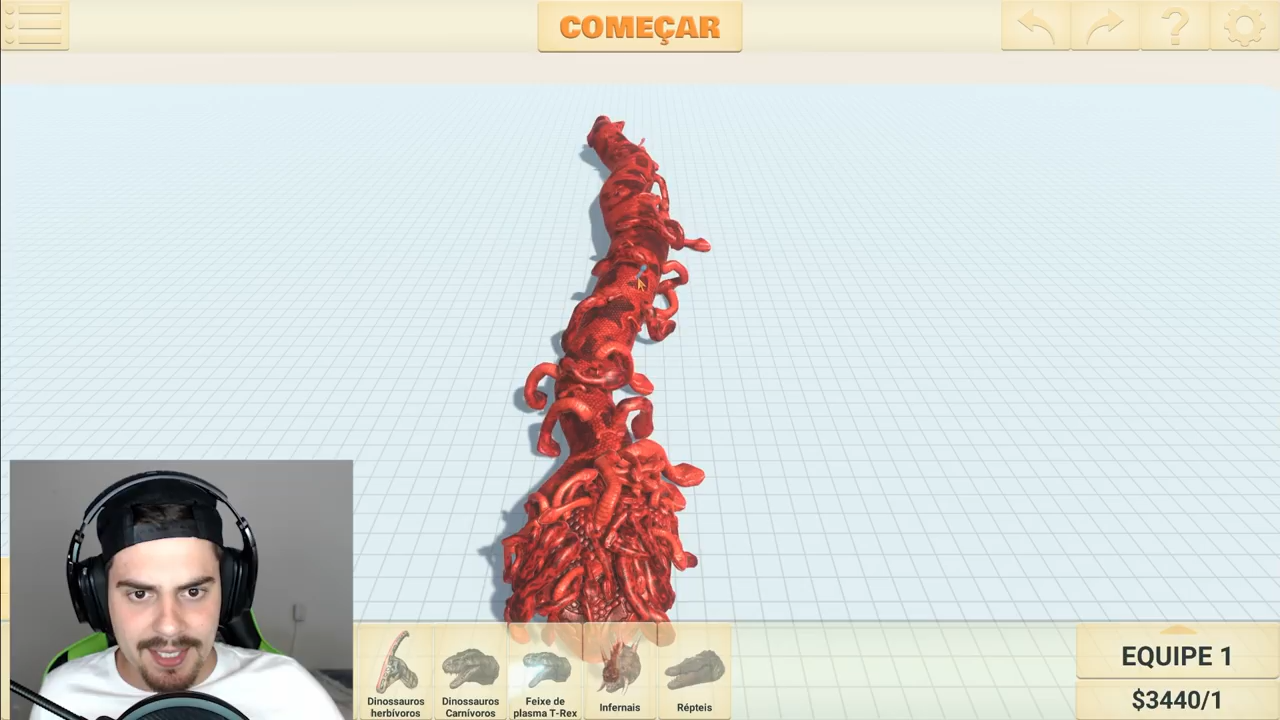 COMEÇAR
Dinossauros
herbívoros
Dinossauros
Carnívoros
Feixe de
plasma T-Rex
Infernais
Répteis
EQUIPE 1
$3440/1